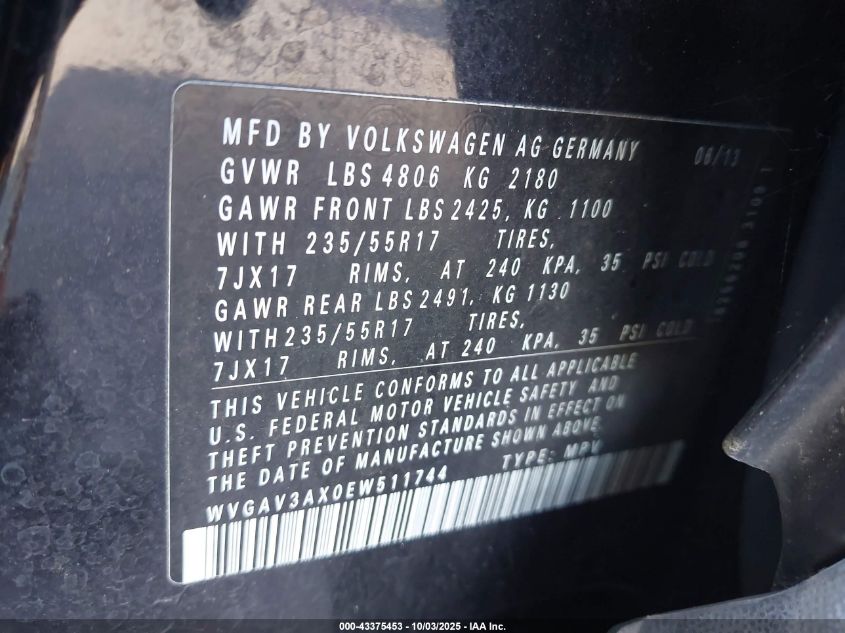 MFD BY VOLKSWAGEN AG GERMANY 06/13
GVWR LBS 4806 KG 2180
GAWR FRONT LBS 2425, KG 1100
WITH 235/55R17 TIRES,
7JX17 RIMS, AT 240 KPA, 35 PSI COLD
GAWR REAR LBS 2491, KG 1130
WITH 235/55R17 TIRES,
7JX17 RIMS, AT 240 KPA, 35 PSI COLD
THIS VEHICLE CONFORMS TO ALL APPLICABLE
U.S. FEDERAL MOTOR VEHICLE SAFETY AND
THEFT PREVENTION STANDARDS IN EFFECT ON
THE DATE OF MANUFACTURE SHOWN ABOVE.
WVGAV3AX0EW511744 TYPE: MPV
000-43375453 - 10/03/2025 - IAA Inc.